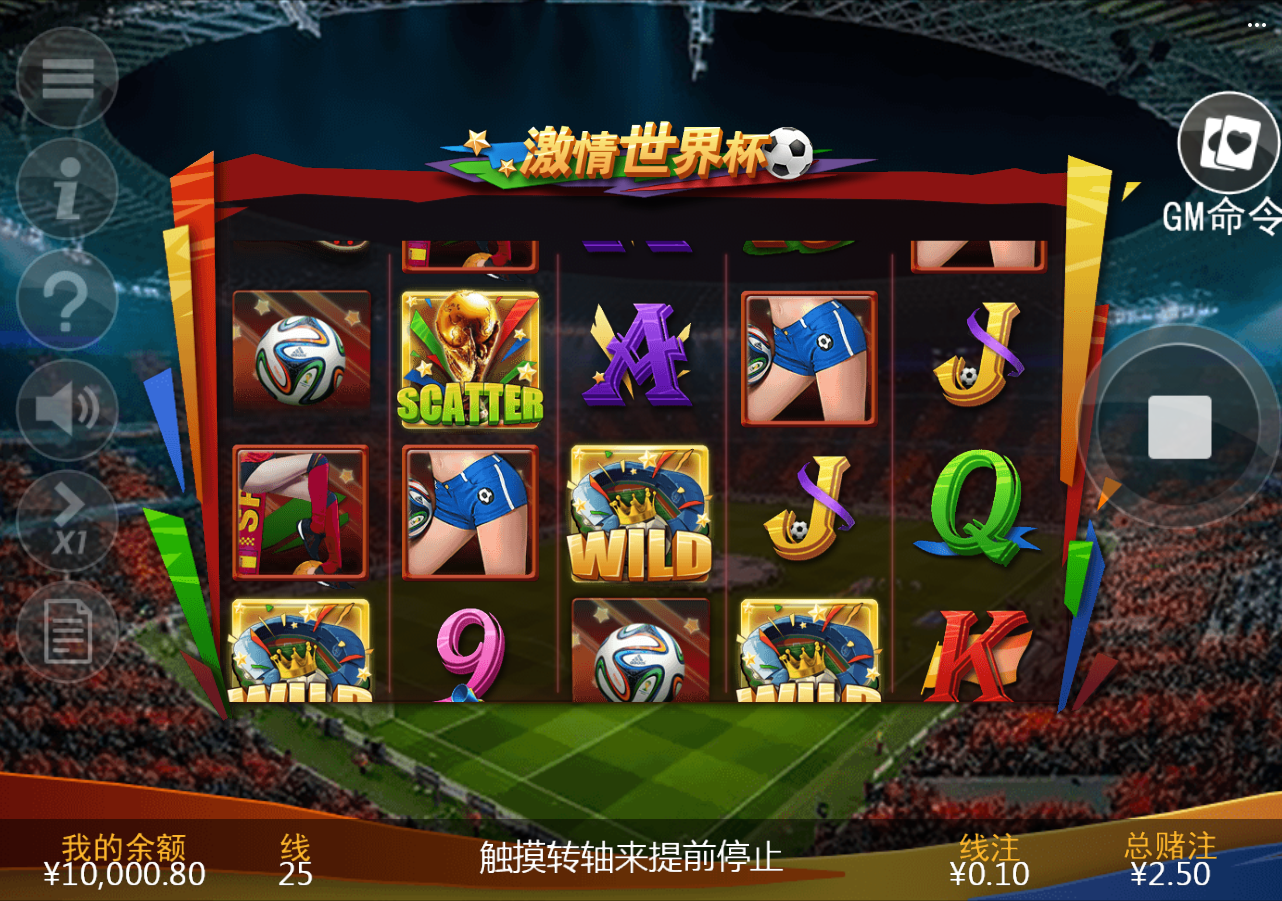 激情世界杯
GM命令
SCATTER
A
J
WILD
J
Q
X1
WILD
9
WILD
K
我的余额
¥10,000.80
线
25
触摸转轴来提前停止
线注
¥0.10
总赌注
¥2.50